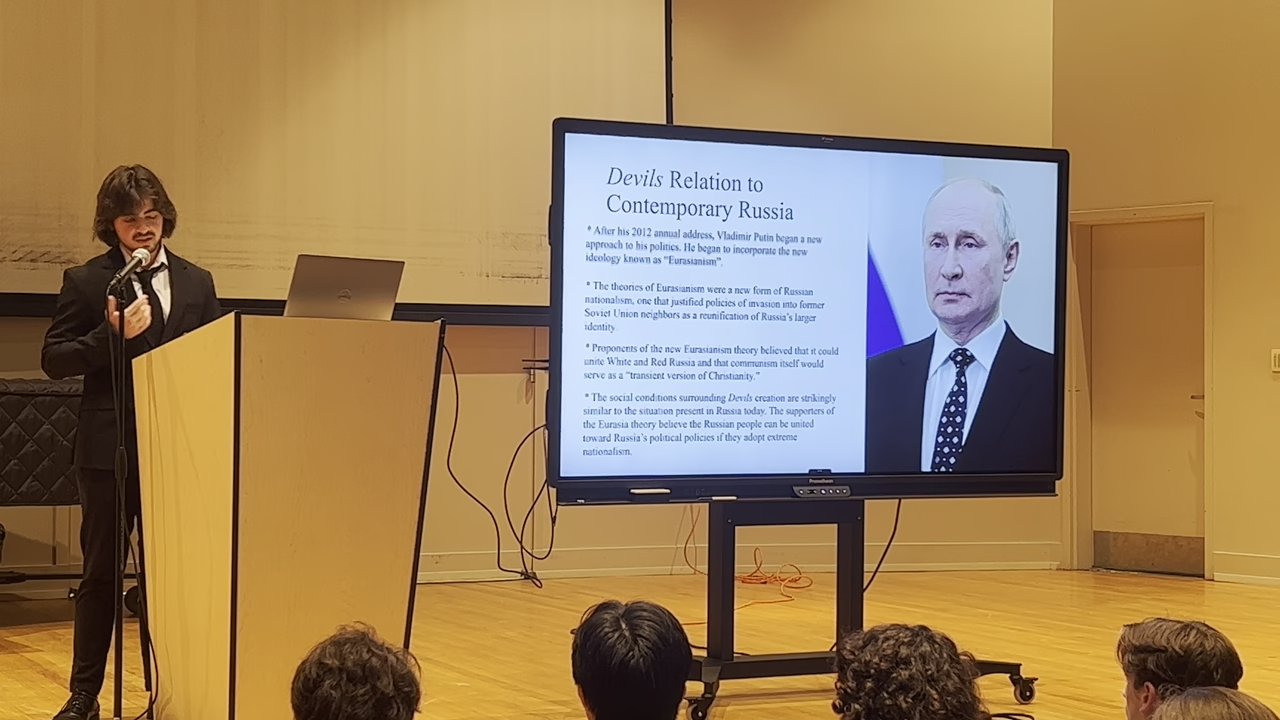 Devils Relation to
Contemporary Russia
* After his 2012 annual address, Vladimir Putin began a new
approach to his politics. He began to incorporate the new
ideology known as “Eurasianism”.
* The theories of Eurasianism were a new form of Russian
nationalism, one that justified policies of invasion into former
Soviet Union neighbors as a reunification of Russia’s larger
identity.
* Proponents of the new Eurasianism theory believed that it could
unite White and Red Russia and that communism itself would
serve as a “transient version of Christianity.”
* The social conditions surrounding Devils creation are strikingly
similar to the situation present in Russia today. The supporters of
the Eurasia theory believe the Russian people can be united
toward Russia’s political policies if they adopt extreme
nationalism.
Promethean
DELL